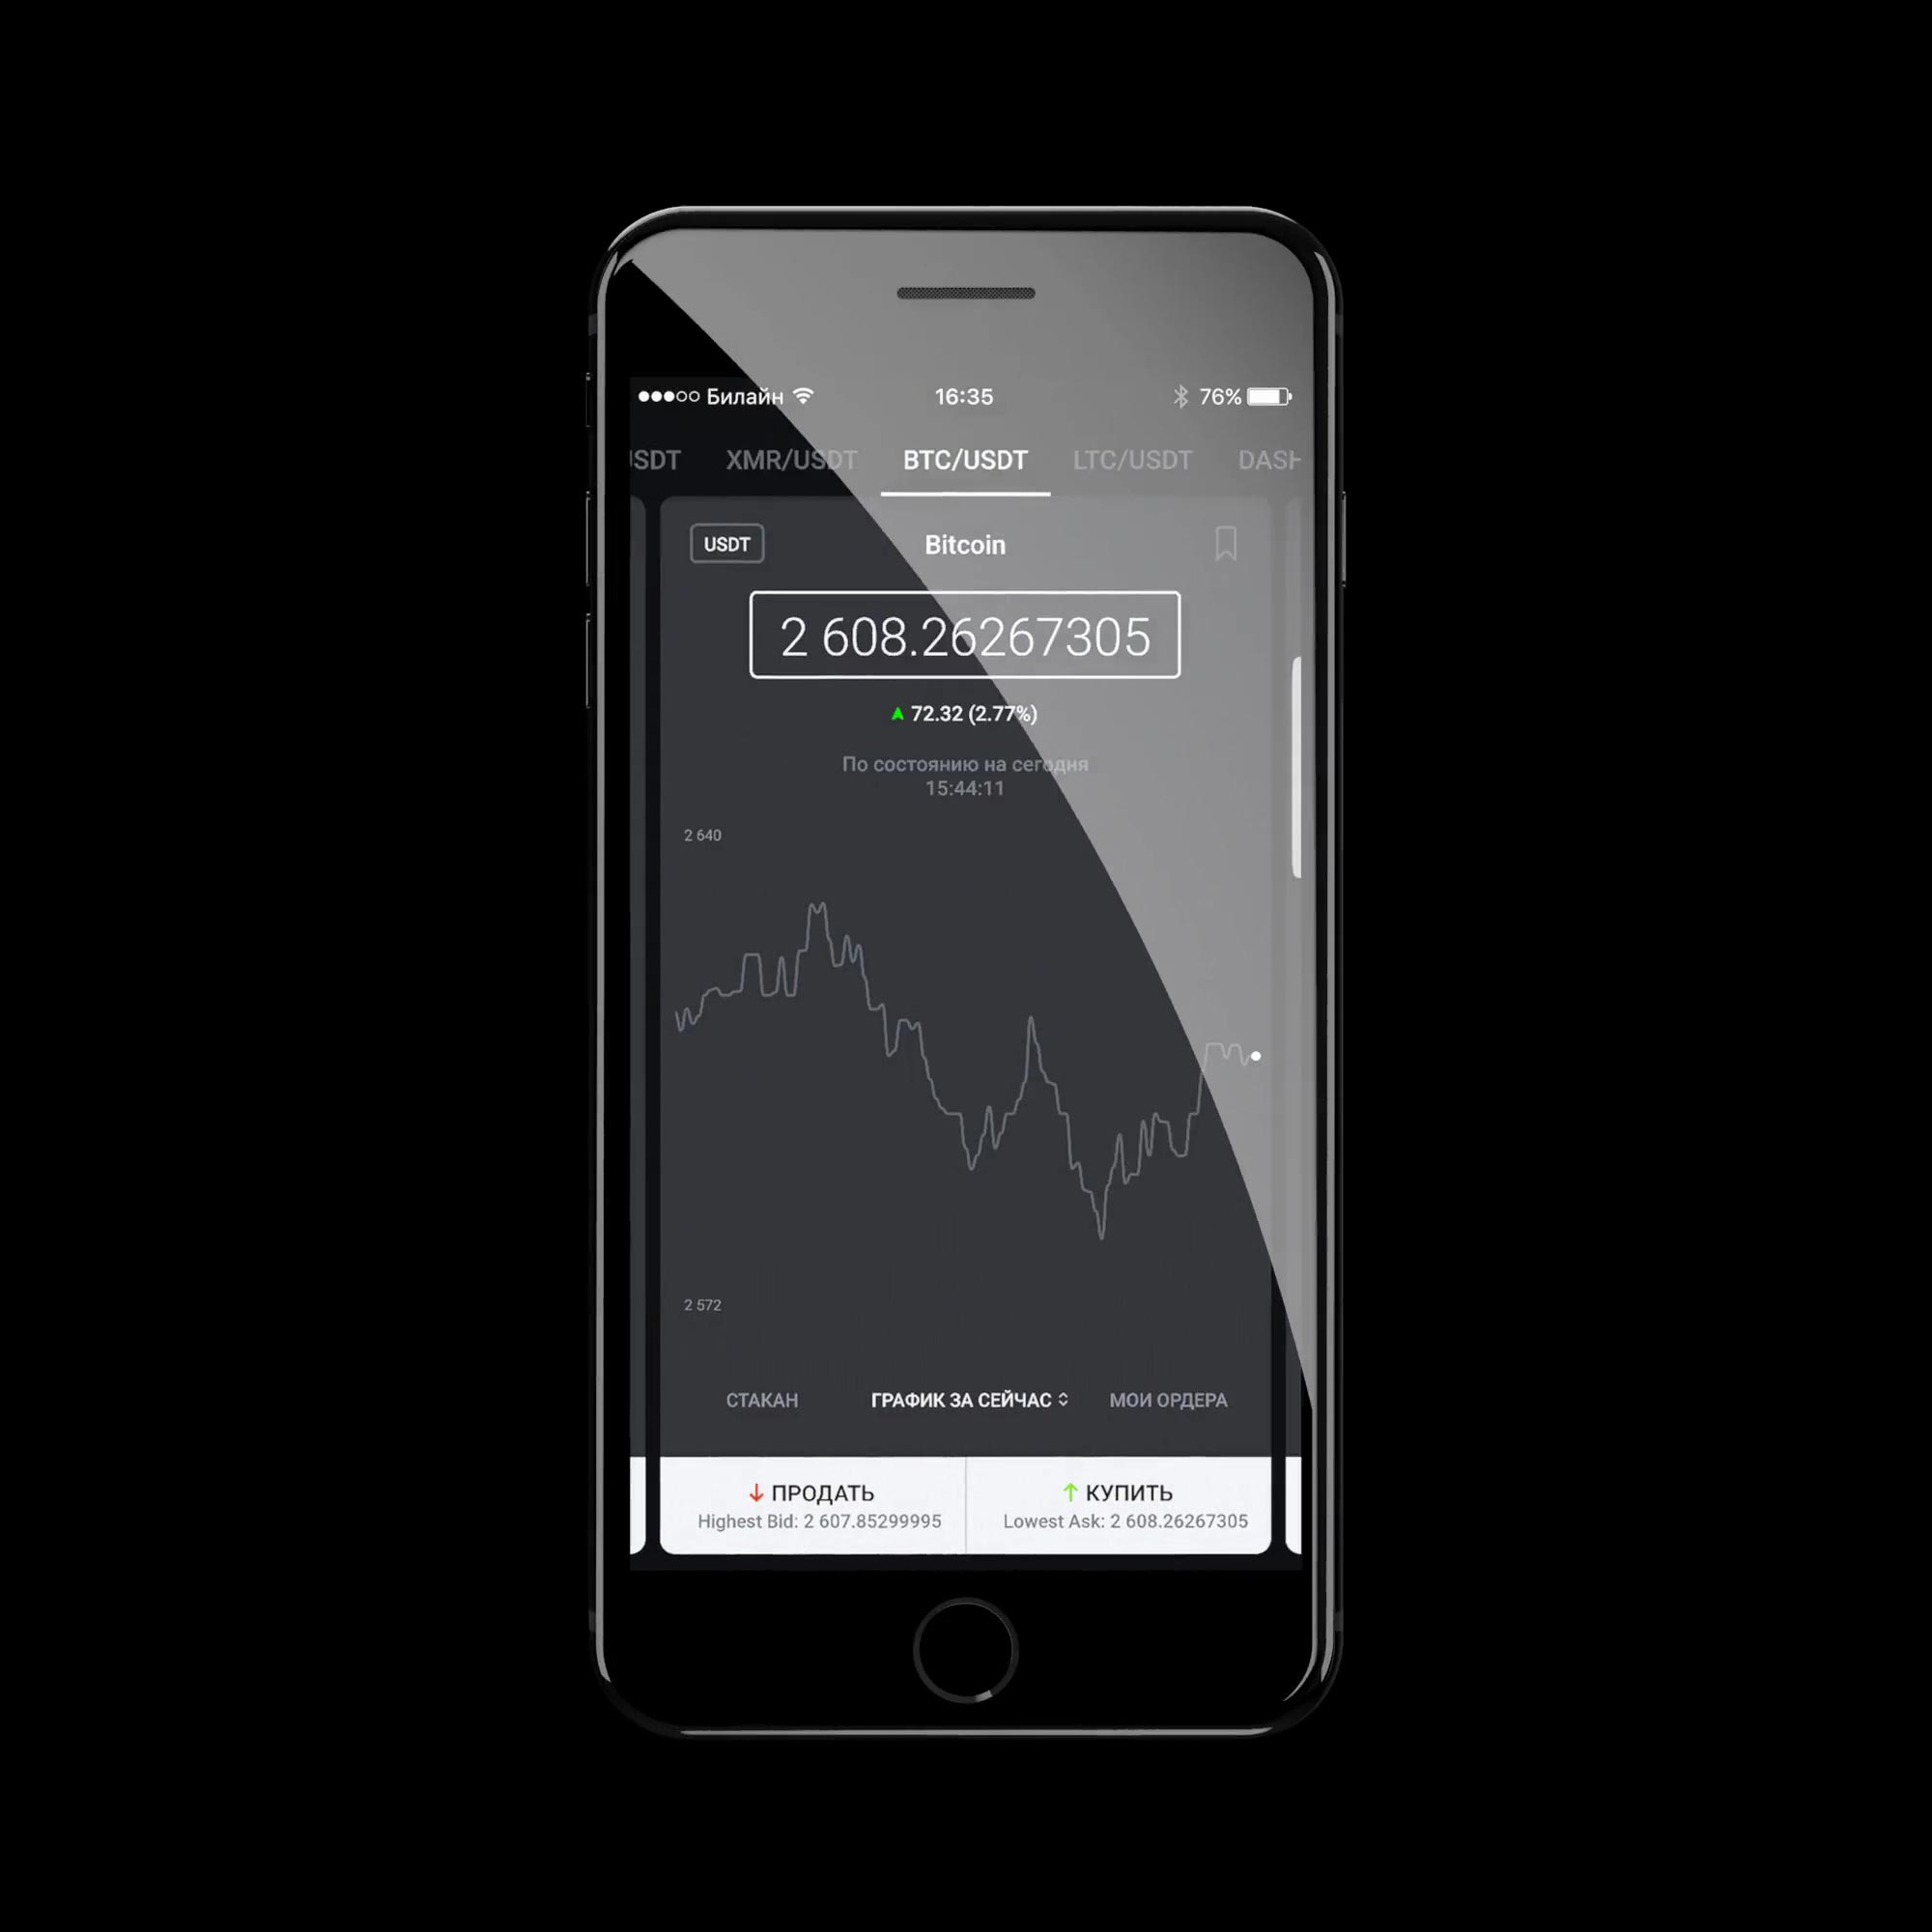 Билайн 16:35 76%
XMR/USDT BTC/USDT LTC/USDT
USDT Bitcoin
2 608.26267305
72.32 (2.77%)
По состоянию на сегодня
15:44:11
2 640
2 572
СТАКАН ГРАФИК ЗА СЕЙЧАС МОИ ОРДЕРА
ПРОДАТЬ КУПИТЬ
Highest Bid: 2 607.85299995 Lowest Ask: 2 608.26267305